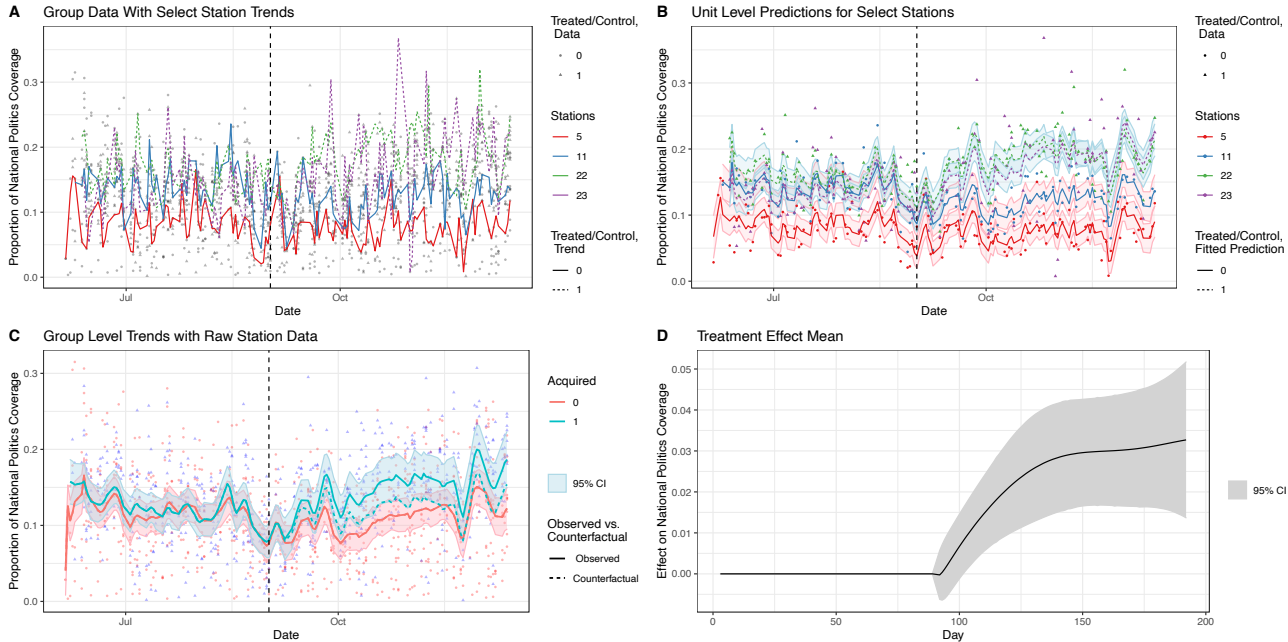 A Group Data With Select Station Trends
Proportion of National Politics Coverage
0.3
0.2
0.1
0.0
Jul
Oct
Date
Treated/Control,
Data
0
1
Stations
5
11
22
23
Treated/Control,
Trend
0
1
B Unit Level Predictions for Select Stations
Proportion of National Politics Coverage
0.3
0.2
0.1
0.0
Jul
Oct
Date
Treated/Control,
Data
0
1
Stations
5
11
22
23
Treated/Control,
Fitted Prediction
0
1
C Group Level Trends with Raw Station Data
Proportion of National Politics Coverage
0.3
0.2
0.1
0.0
Jul
Oct
Date
Acquired
0
1
95% CI
Observed vs.
Counterfactual
Observed
Counterfactual
D Treatment Effect Mean
Effect on National Politics Coverage
0.05
0.04
0.03
0.02
0.01
0.00
0
50
100
150
200
Day
95% CI